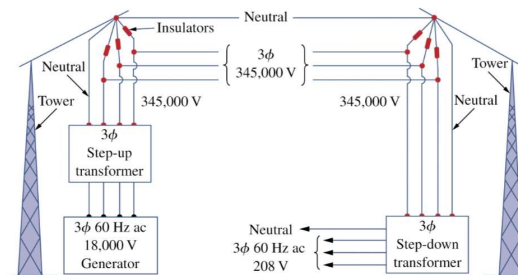 Neutral
Insulators
3ϕ
345,000 V
Neutral
Tower
345,000 V
3ϕ
Step-up
transformer
3ϕ 60 Hz ac
18,000 V
Generator
Tower
345,000 V
Neutral
Neutral
3ϕ 60 Hz ac
208 V
3ϕ
Step-down
transformer